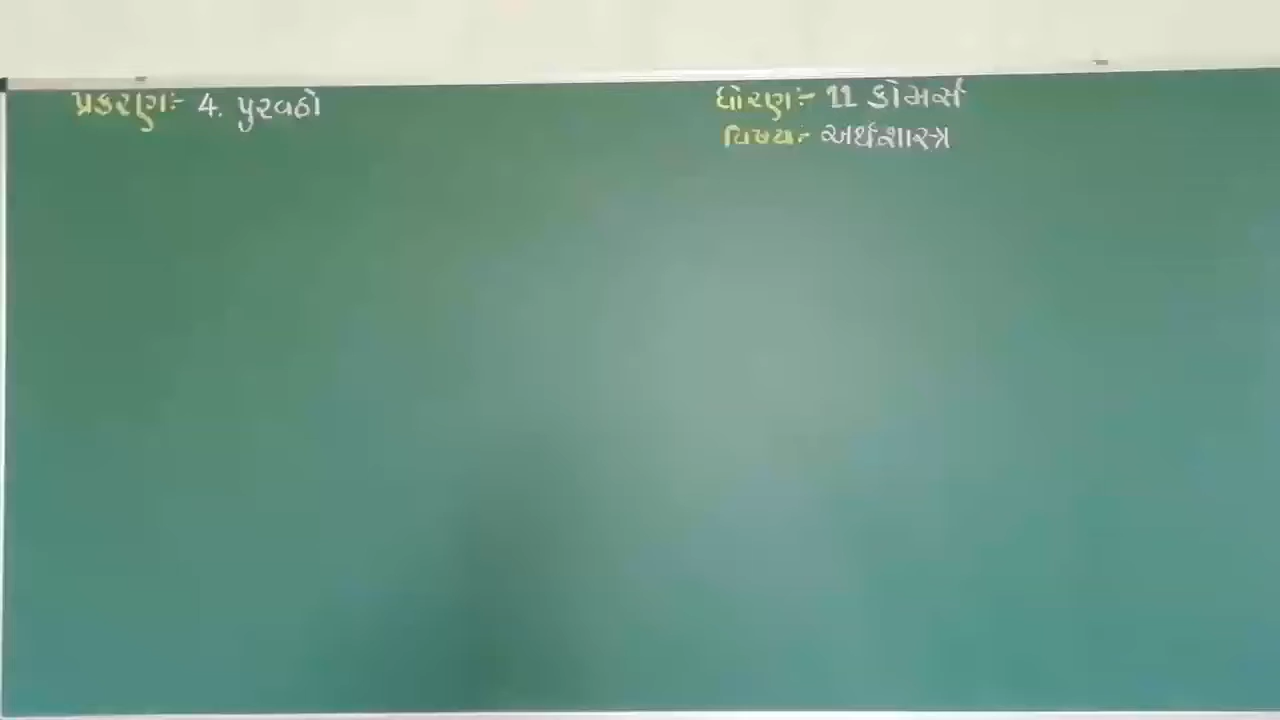 પ્રકરણ:- 4. પુરવઠો
ધોરણ:- 11 કોમર્સ
વિષય:- અર્થશાસ્ત્ર